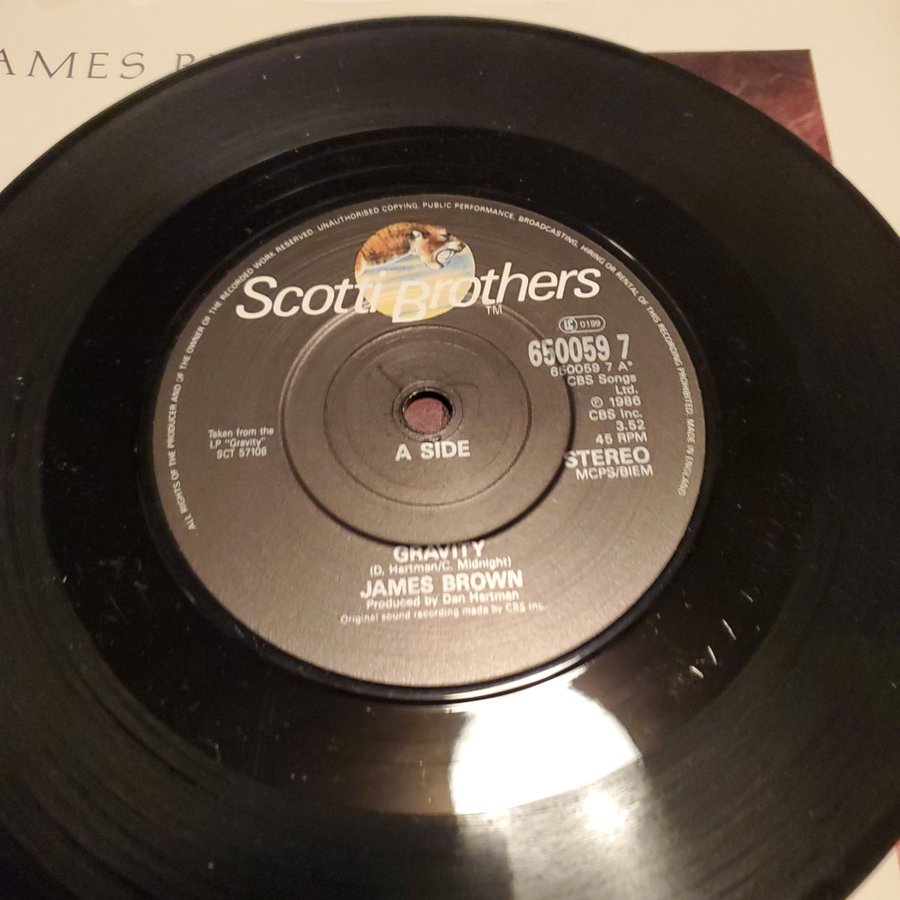 JAMES B
ALL RIGHTS OF THE PRODUCER AND OF THE OWNER OF THE RECORDED WORK RESERVED. UNAUTHORISED COPYING, PUBLIC PERFORMANCE, BROADCASTING, HIRING OR RENTAL OF THIS RECORDING PROHIBITED. MADE IN ENGLAND
Scotti Brothers
TM
LC 0199
650059 7
650059 7 A*
CBS Songs
Ltd.
℗ 1986
CBS Inc.
3.52
45 RPM
STEREO
MCPS/BIEM
Taken from the
LP "Gravity"
SCT 57108
A SIDE
GRAVITY
(D. Hartman/C. Midnight)
JAMES BROWN
Produced by Dan Hartman
Original sound recording made by CBS Inc.